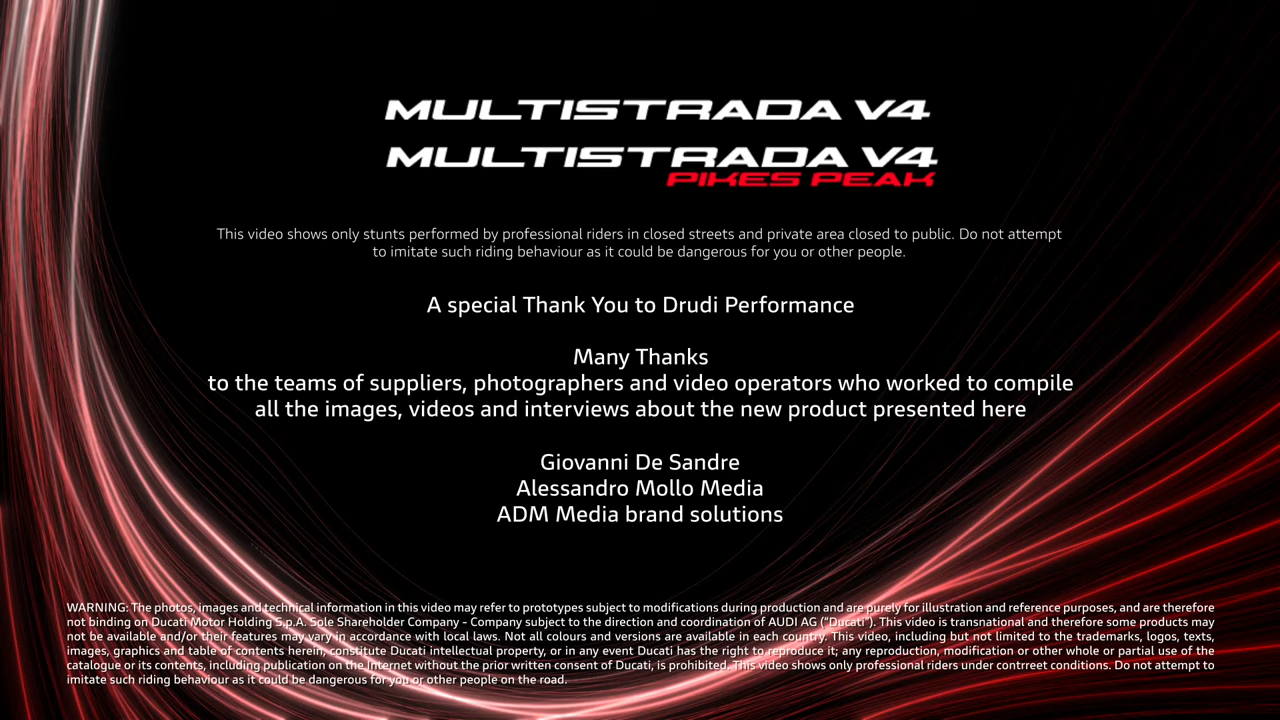 MULTISTRADA V4
MULTISTRADA V4
PIKES PEAK
This video shows only stunts performed by professional riders in closed streets and private area closed to public. Do not attempt
to imitate such riding behaviour as it could be dangerous for you or other people.
A special Thank You to Drudi Performance
Many Thanks
to the teams of suppliers, photographers and video operators who worked to compile
all the images, videos and interviews about the new product presented here
Giovanni De Sandre
Alessandro Mollo Media
ADM Media brand solutions
WARNING: The photos, images and technical information in this video may refer to prototypes subject to modifications during production and are purely for illustration and reference purposes, and are therefore
not binding on Ducati Motor Holding S.p.A. Sole Shareholder Company - Company subject to the direction and coordination of AUDI AG ("Ducati"). This video is transnational and therefore some products may
not be available and/or their features may vary in accordance with local laws. Not all colours and versions are available in each country. This video, including but not limited to the trademarks, logos, texts,
images, graphics and table of contents herein, constitute Ducati intellectual property, or in any event Ducati has the right to reproduce it; any reproduction, modification or other whole or partial use of the
catalogue or its contents, including publication on the Internet without the prior written consent of Ducati, is prohibited. This video shows only professional riders under contrreet conditions. Do not attempt to
imitate such riding behaviour as it could be dangerous for you or other people on the road.